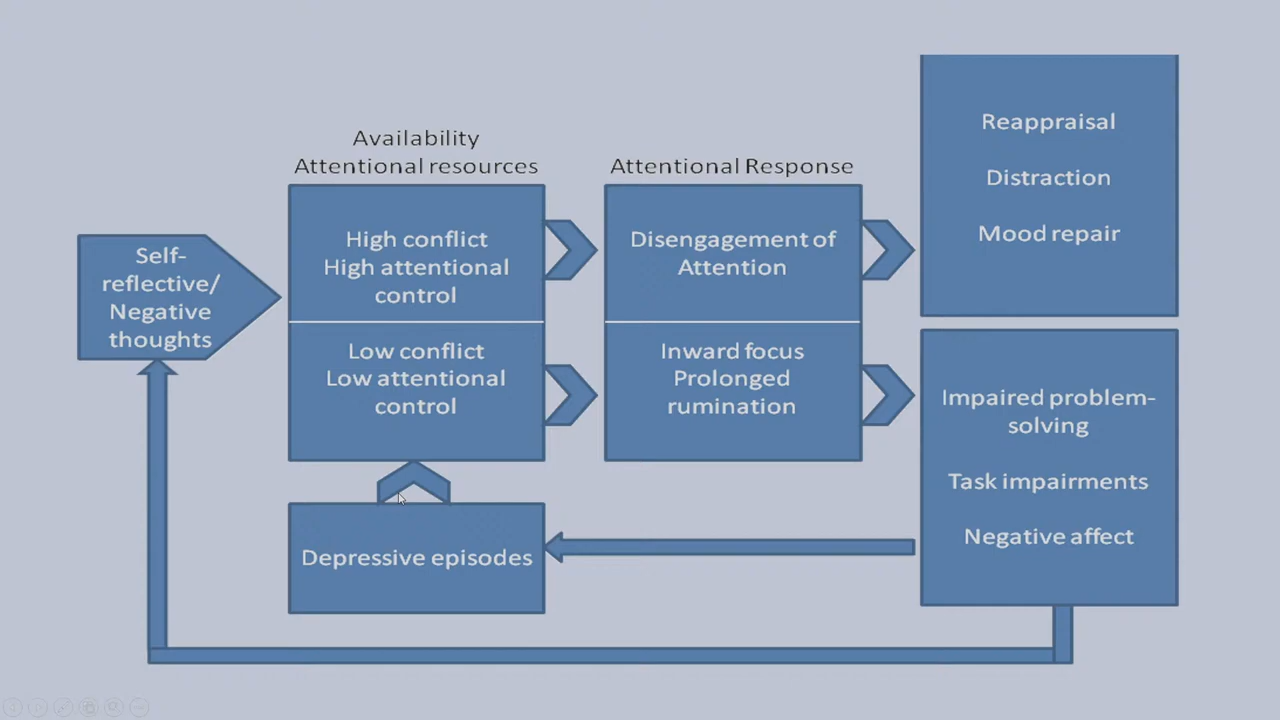 Availability
Attentional resources
Attentional Response
Self-
reflective/
Negative
thoughts
High conflict
High attentional
control
Low conflict
Low attentional
control
Disengagement of
Attention
Inward focus
Prolonged
rumination
Reappraisal
Distraction
Mood repair
Impaired problem-
solving
Task impairments
Negative affect
Depressive episodes